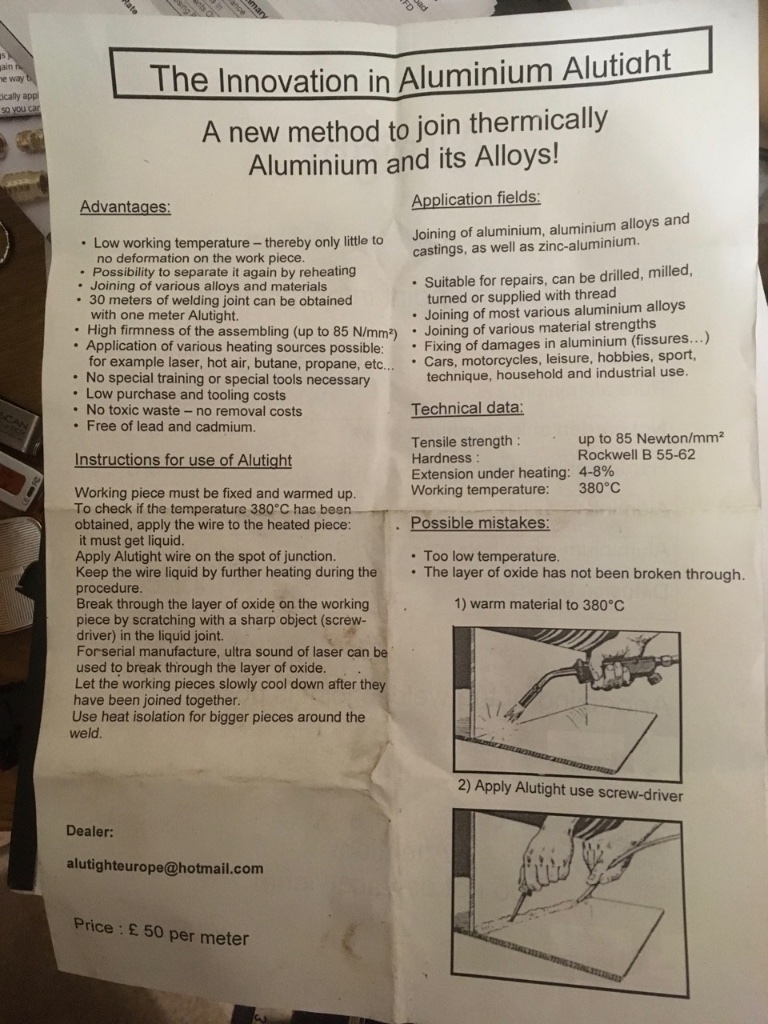 The Innovation in Aluminium Alutight
A new method to join thermically
Aluminium and its Alloys!
Advantages:
• Low working temperature – thereby only little to
no deformation on the work piece.
• Possibility to separate it again by reheating
• Joining of various alloys and materials
• 30 meters of welding joint can be obtained
with one meter Alutight.
• High firmness of the assembling (up to 85 N/mm²)
• Application of various heating sources possible:
for example laser, hot air, butane, propane, etc...
• No special training or special tools necessary
• Low purchase and tooling costs
• No toxic waste – no removal costs
• Free of lead and cadmium.
Instructions for use of Alutight
Working piece must be fixed and warmed up.
To check if the temperature 380°C has been
obtained, apply the wire to the heated piece:
it must get liquid.
Apply Alutight wire on the spot of junction.
Keep the wire liquid by further heating during the
procedure.
Break through the layer of oxide on the working
piece by scratching with a sharp object (screw-
driver) in the liquid joint.
For serial manufacture, ultra sound of laser can be
used to break through the layer of oxide.
Let the working pieces slowly cool down after they
have been joined together.
Use heat isolation for bigger pieces around the
weld.
Dealer:
alutighteurope@hotmail.com
Price : £ 50 per meter
Application fields:
Joining of aluminium, aluminium alloys and
castings, as well as zinc-aluminium.
• Suitable for repairs, can be drilled, milled,
turned or supplied with thread
• Joining of most various aluminium alloys
• Joining of various material strengths
• Fixing of damages in aluminium (fissures...)
• Cars, motorcycles, leisure, hobbies, sport,
technique, household and industrial use.
Technical data:
Tensile strength : up to 85 Newton/mm²
Hardness : Rockwell B 55-62
Extension under heating: 4-8%
Working temperature: 380°C
Possible mistakes:
• Too low temperature.
• The layer of oxide has not been broken through.
1) warm material to 380°C
2) Apply Alutight use screw-driver